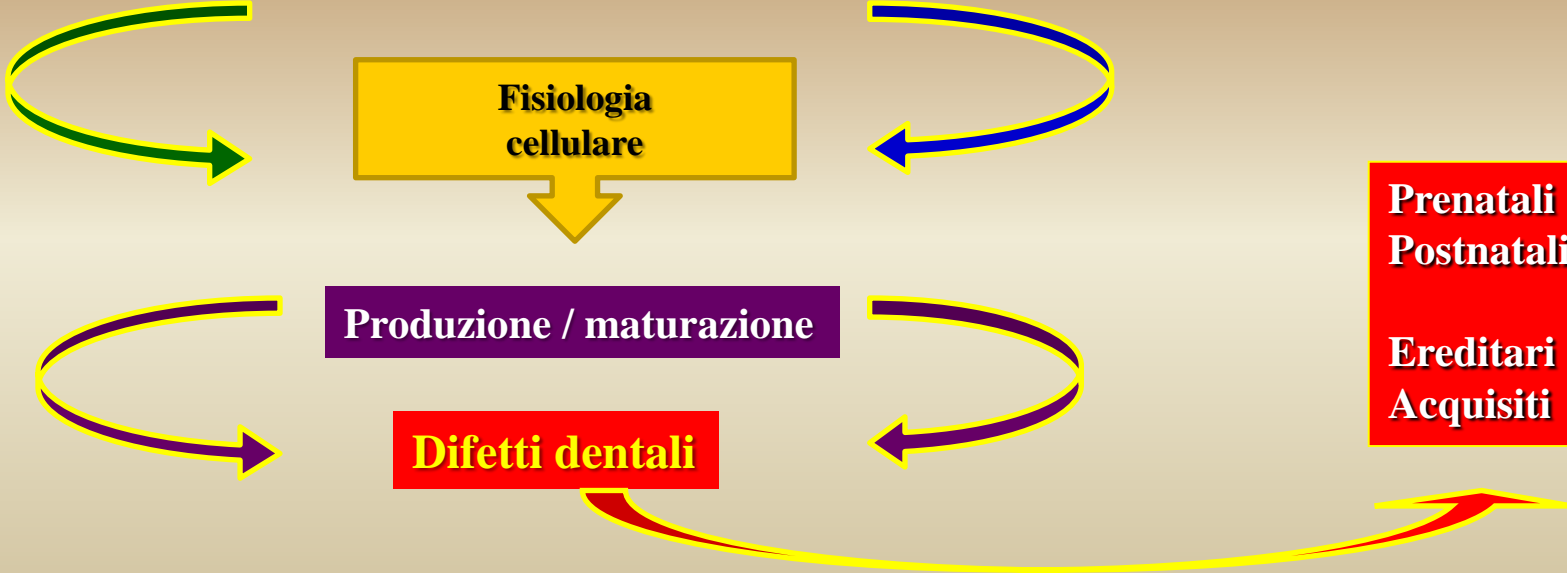 Fisiologia
cellulare
Prenatali
Postnatali
Produzione / maturazione
Ereditari
Acquisiti
Difetti dentali